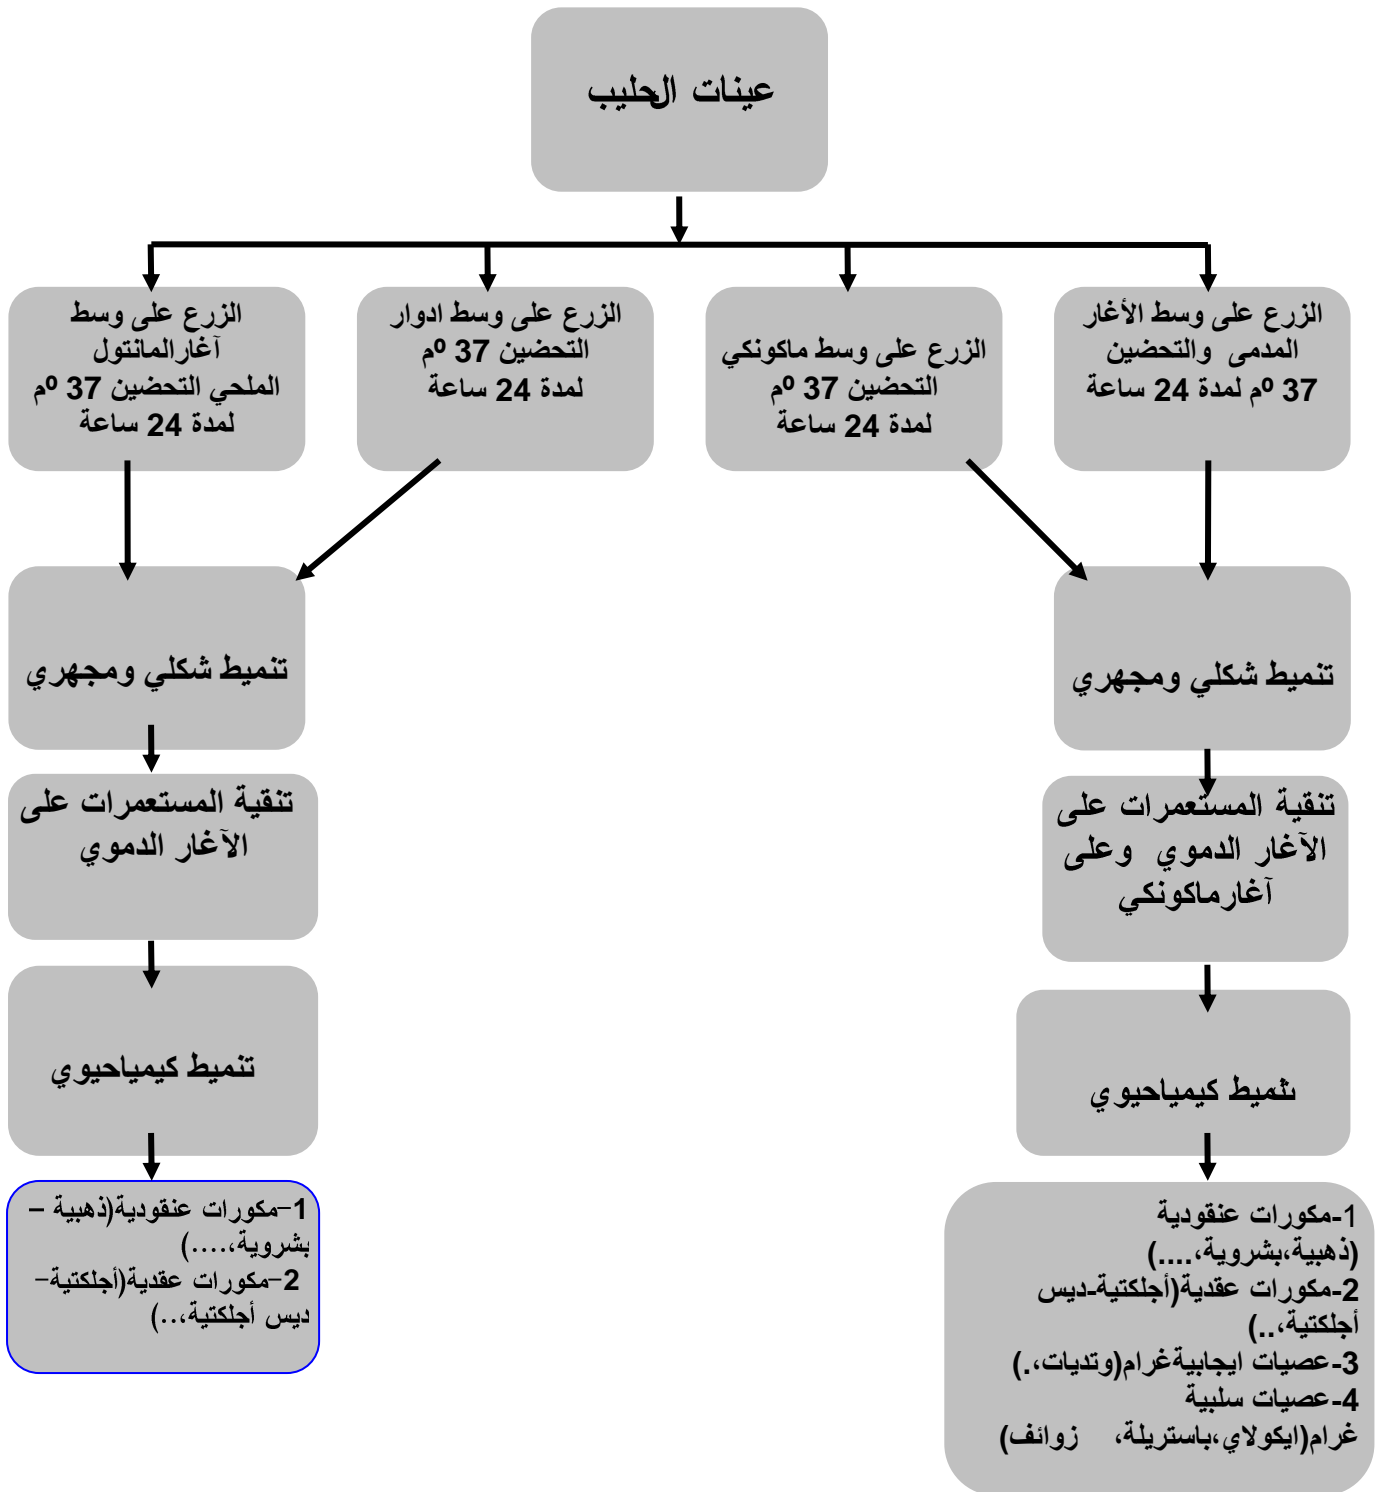 عينات الحليب
الزرع على وسط الأغار
المدمى والتحضين
37 ⁰م لمدة 24 ساعة
الزرع على وسط ماكونكي
التحضين 37 ⁰م
لمدة 24 ساعة
الزرع على وسط ادوار
التحضين 37 ⁰م
لمدة 24 ساعة
الزرع على وسط
آغارالمانتول
الملحي التحضين 37 ⁰م
لمدة 24 ساعة
تنميط شكلي ومجهري
تنميط شكلي ومجهري
تنقية المستعمرات على
الآغار الدموي وعلى
آغارماكونكي
تنقية المستعمرات على
الآغار الدموي
تنميط كيمياحيوي
تنميط كيمياحيوي
1-مكورات عنقودية
(ذهبية،بشروية،....)
2-مكورات عقدية(أجلكتية-ديس
أجلكتية،..)
3-عصيات ايجابيةغرام(وتديات،.)
4-عصيات سلبية
غرام(ايكولاي،باستريلة، زوائف)
1-مكورات عنقودية(ذهبية –
بشروية،....)
2-مكورات عقدية(أجلكتية-
ديس أجلكتية،..)